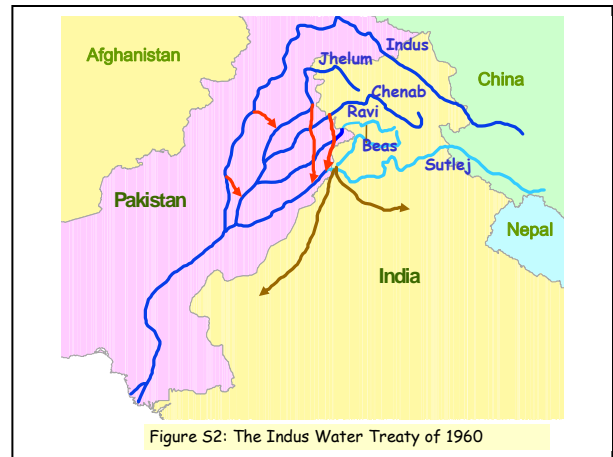 Afghanistan
Indus
Jhelum
China
Chenab
Ravi
Beas
Sutlej
Pakistan
Nepal
India
Figure S2: The Indus Water Treaty of 1960